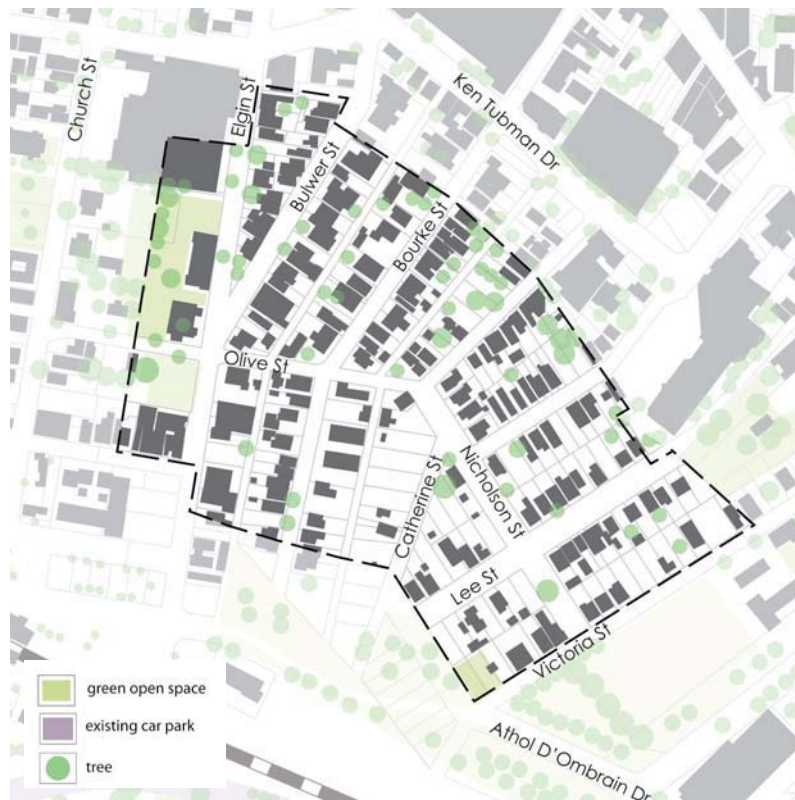 Church St
Elgin St
Ken Tubman Dr
Bulwer St
Bourke St
Olive St
Catherine St
Nicholson St
Lee St
Victoria St
Athol D'Ombrain Dr
green open space
existing car park
tree